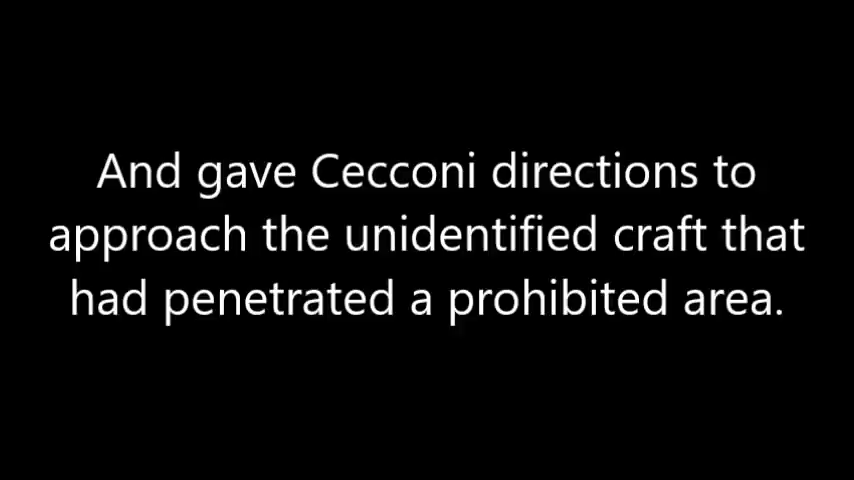 And gave Cecconi directions to
approach the unidentified craft that
had penetrated a prohibited area.